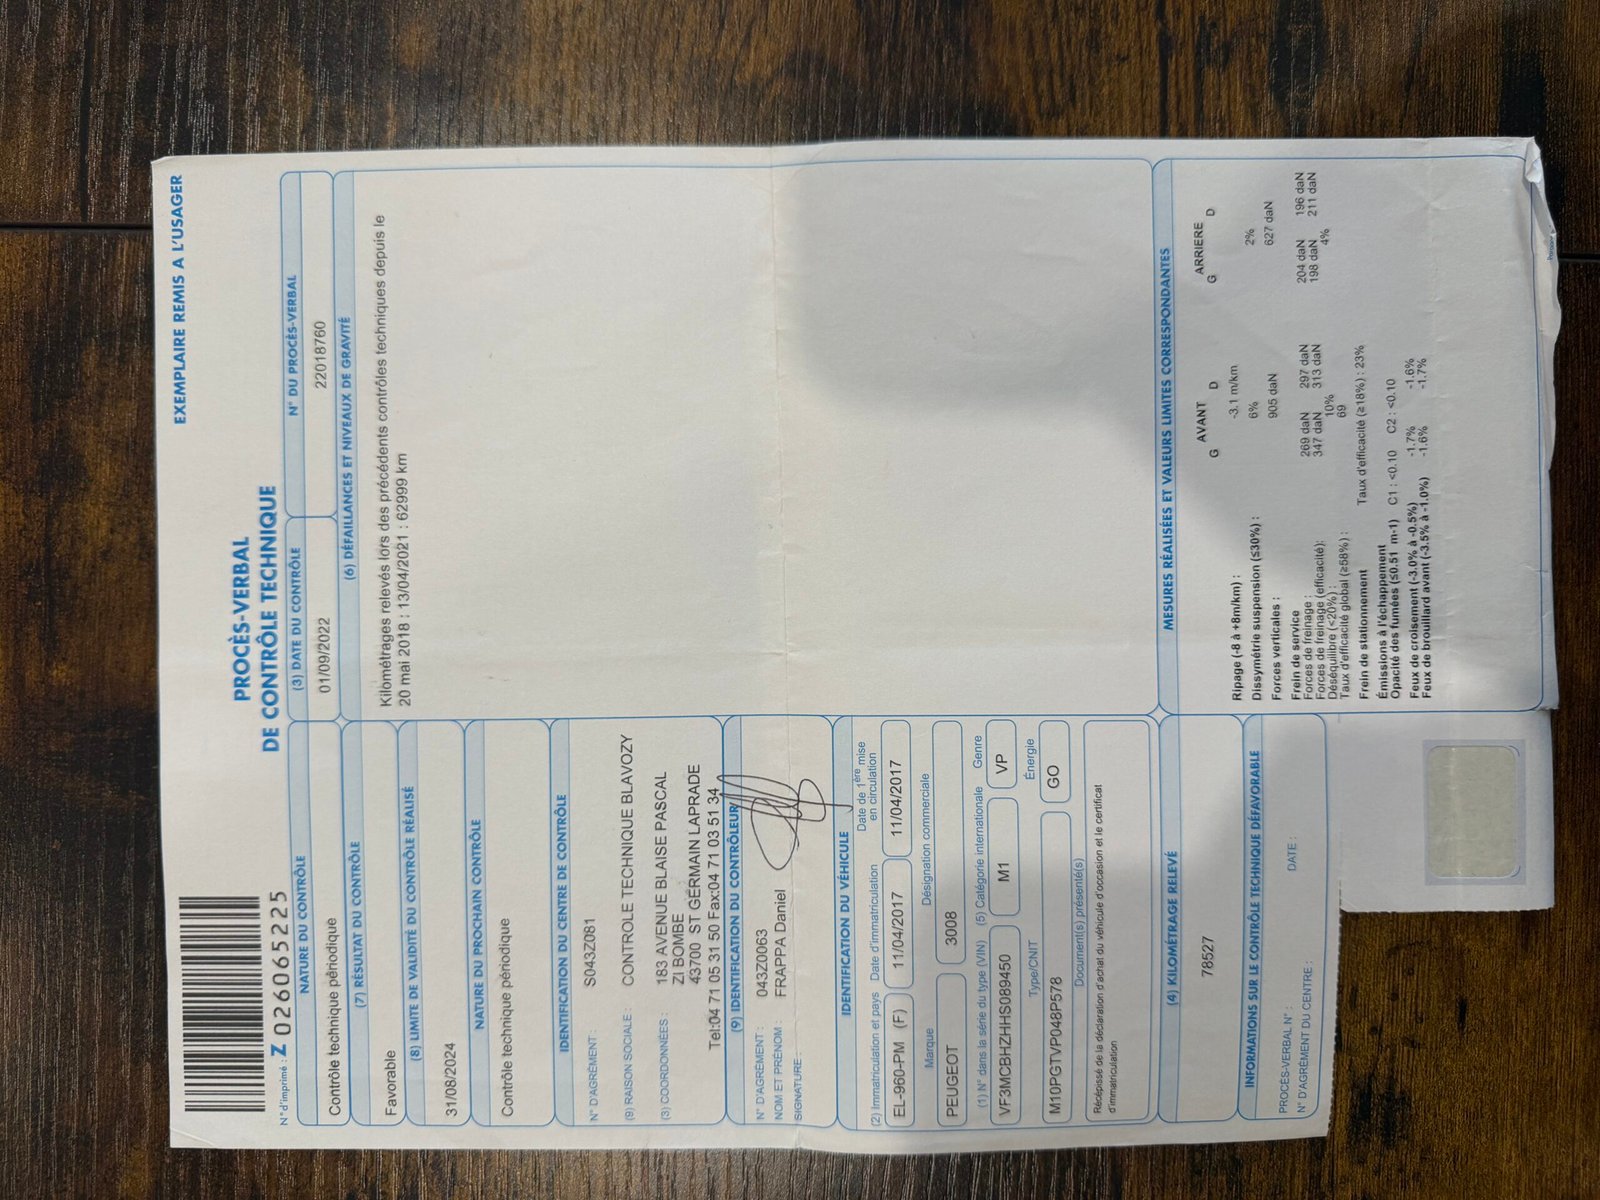 EXEMPLAIRE REMIS A L'USAGER
PROCÈS-VERBAL
DE CONTRÔLE TECHNIQUE
N° d'imprimé : Z 026065225
NATURE DU CONTRÔLE
Contrôle technique périodique
(3) DATE DU CONTRÔLE
01/09/2022
N° DU PROCÈS-VERBAL
22018760
(7) RÉSULTAT DU CONTRÔLE
Favorable
(8) LIMITE DE VALIDITÉ DU CONTRÔLE RÉALISÉ
31/08/2024
NATURE DU PROCHAIN CONTRÔLE
Contrôle technique périodique
IDENTIFICATION DU CENTRE DE CONTRÔLE
N° D'AGRÉMENT : S043Z081
(9) RAISON SOCIALE : CONTROLE TECHNIQUE BLAVOZY
(3) COORDONNÉES : 183 AVENUE BLAISE PASCAL
ZI BOMBE
43700 ST GERMAIN LAPRADE
Tel:04 71 05 31 50 Fax:04 71 03 51 34
(9) IDENTIFICATION DU CONTRÔLEUR
N° D'AGRÉMENT : 043Z0063
NOM ET PRÉNOM : FRAPPA Daniel
SIGNATURE :
IDENTIFICATION DU VÉHICULE
(2) Immatriculation et pays Date d'immatriculation Date de 1ère mise en circulation
EL-960-PM (F) 11/04/2017 11/04/2017
Marque Désignation commerciale
PEUGEOT 3008
(1) N° dans la série du type (VIN) (5) Catégorie internationale Genre
VF3MCBHZHHS089450 M1 VP
Type/CNIT Énergie
M10PGTVP048P578 GO
Document(s) présenté(s)
Récépissé de la déclaration d'achat du véhicule d'occasion et le certificat
d'immatriculation
(4) KILOMÉTRAGE RELEVÉ
78527
INFORMATIONS SUR LE CONTRÔLE TECHNIQUE DÉFAVORABLE
PROCÈS-VERBAL N° : DATE :
N° D'AGRÉMENT DU CENTRE :
(6) DÉFAILLANCES ET NIVEAUX DE GRAVITÉ
Kilométrages relevés lors des précédents contrôles techniques depuis le
20 mai 2018 : 13/04/2021 : 62999 km
MESURES RÉALISÉES ET VALEURS LIMITES CORRESPONDANTES
AVANT ARRIERE
G D G D
Ripage (-8 à +8m/km) : -3.1 m/km
Dissymétrie suspension (≤30%) : 6% 2%
Forces verticales : 905 daN 627 daN
Frein de service
Forces de freinage : 269 daN 297 daN 204 daN 196 daN
Forces de freinage (efficacité): 347 daN 313 daN 198 daN 211 daN
Déséquilibre (<20%) : 10% 4%
Taux d'efficacité global (≥58%) : 69
Frein de stationnement Taux d'efficacité (≥18%) : 23%
Émissions à l'échappement
Opacité des fumées (≤0.51 m-1) C1 : <0.10 C2 : <0.10
Feux de croisement (-3.0% à -0.5%) -1.7% -1.6%
Feux de brouillard avant (-3.5% à -1.0%) -1.6% -1.7%